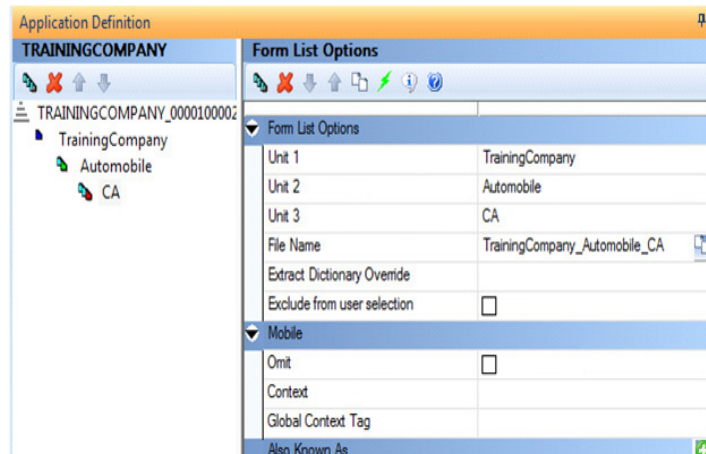 Application Definition
TRAININGCOMPANY
TRAININGCOMPANY_0000100002
TrainingCompany
Automobile
CA
Form List Options
Form List Options
Unit 1 TrainingCompany
Unit 2 Automobile
Unit 3 CA
File Name TrainingCompany_Automobile_CA
Extract Dictionary Override
Exclude from user selection
Mobile
Omit
Context
Global Context Tag
Also Known As